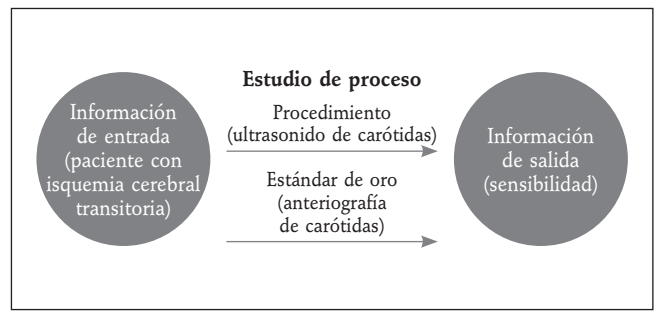 Información
de entrada
(paciente con
isquemia cerebral
transitoria)
Estudio de proceso
Procedimiento
(ultrasonido de carótidas)
Estándar de oro
(anteriografía
de carótidas)
Información
de salida
(sensibilidad)